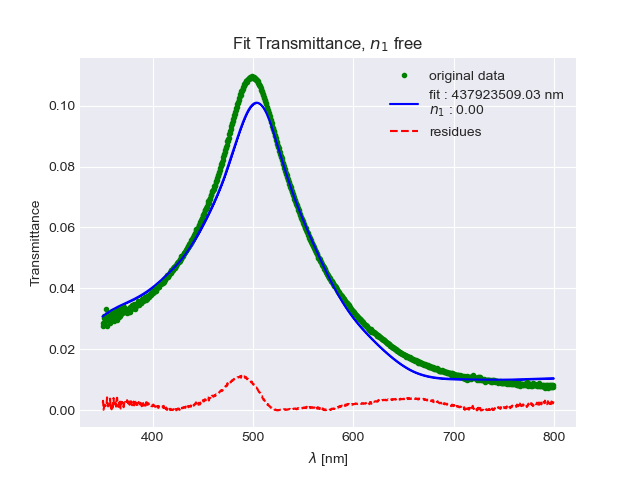 Fit Transmittance, n₁ free
original data
fit : 437923509.03 nm
n₁ : 0.00
residues
Transmittance
0.10
0.08
0.06
0.04
0.02
0.00
400
500
600
700
800
λ [nm]